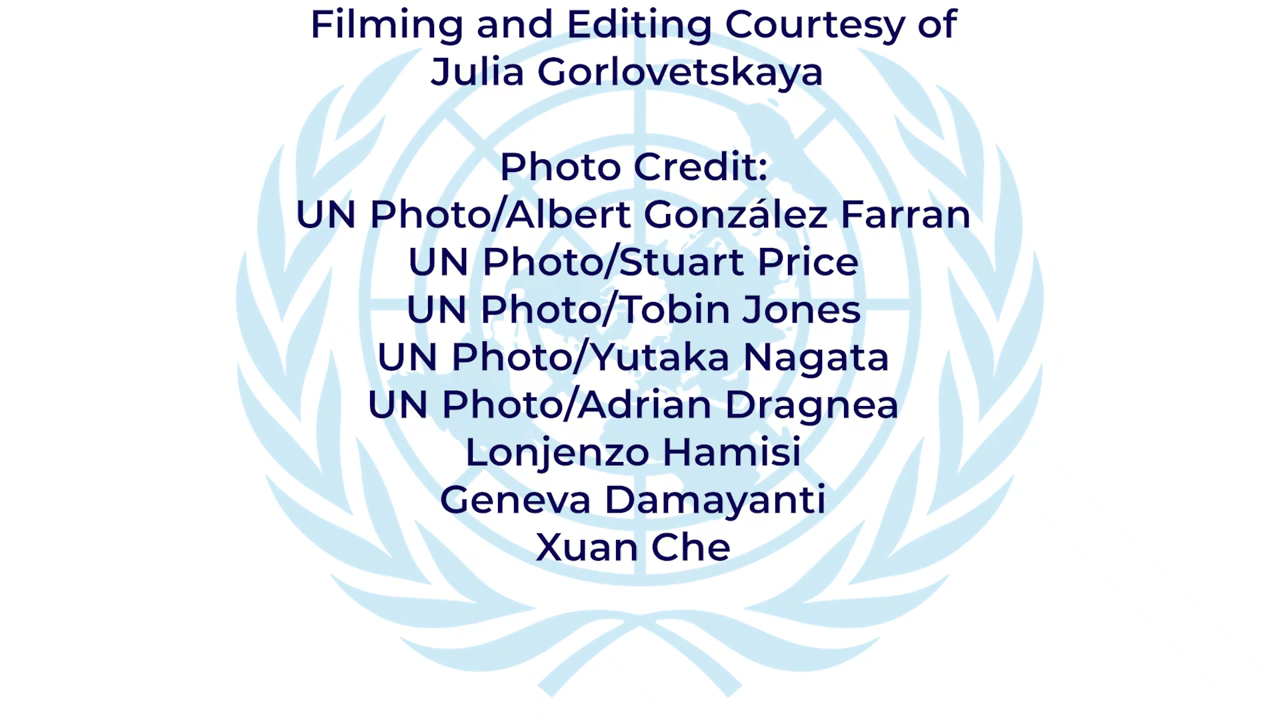 Filming and Editing Courtesy of
Julia Gorlovetskaya
Photo Credit:
UN Photo/Albert González Farran
UN Photo/Stuart Price
UN Photo/Tobin Jones
UN Photo/Yutaka Nagata
UN Photo/Adrian Dragnea
Lonjenzo Hamisi
Geneva Damayanti
Xuan Che